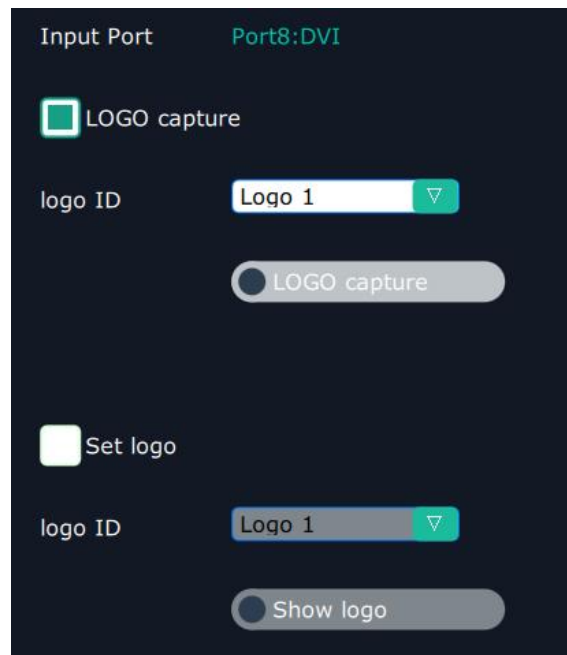 Input Port Port8:DVI
LOGO capture
logo ID Logo 1
LOGO capture
Set logo
logo ID Logo 1
Show logo